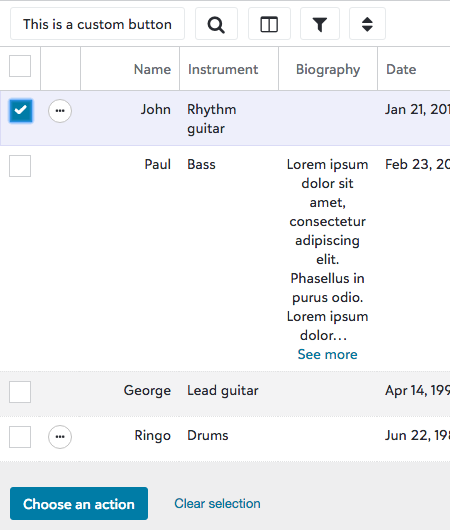 This is a custom button
Name Instrument Biography Date
John Rhythm guitar Jan 21, 201
Paul Bass Lorem ipsum Feb 23, 20
dolor sit
amet,
consectetur
adipiscing
elit.
Phasellus in
purus odio.
Lorem ipsum
dolor…
See more
George Lead guitar Apr 14, 199
Ringo Drums Jun 22, 198
Choose an action Clear selection